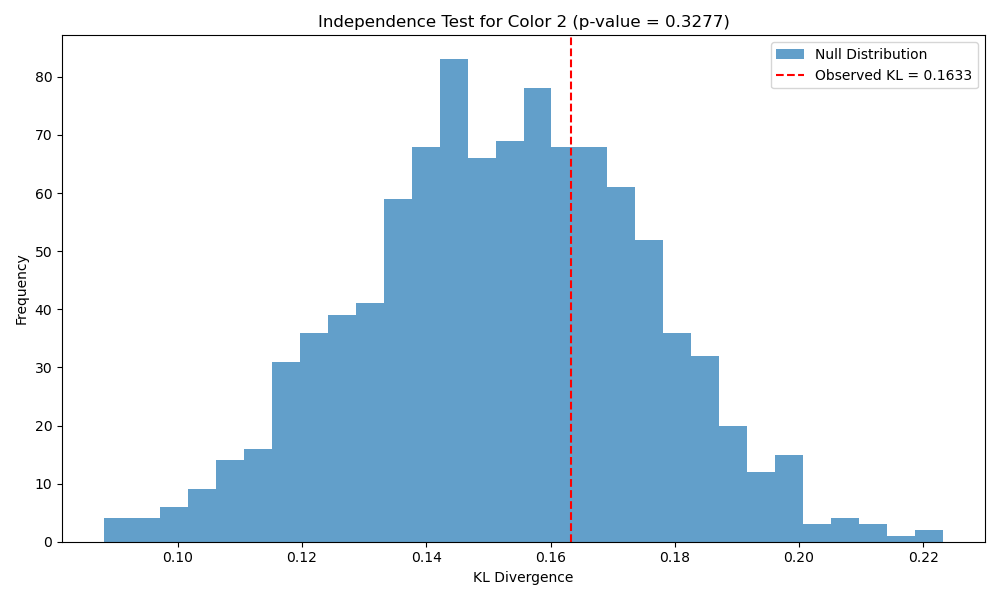 Independence Test for Color 2 (p-value = 0.3277)
Null Distribution
Observed KL = 0.1633
Frequency
80
70
60
50
40
30
20
10
0
0.10 0.12 0.14 0.16 0.18 0.20 0.22
KL Divergence